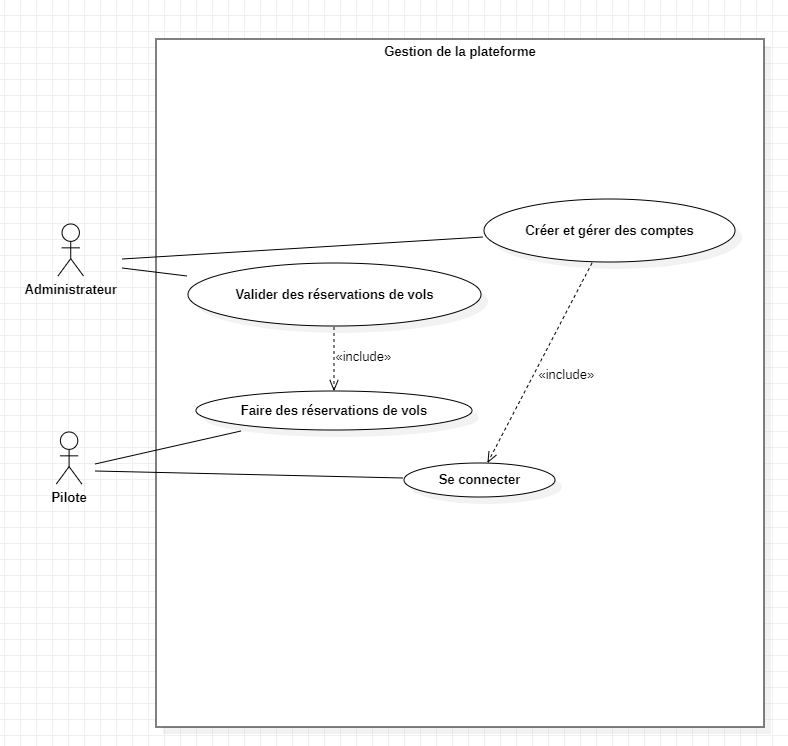 Gestion de la plateforme
Créer et gérer des comptes
Administrateur
Valider des réservations de vols
«include»
«include»
Faire des réservations de vols
Se connecter
Pilote